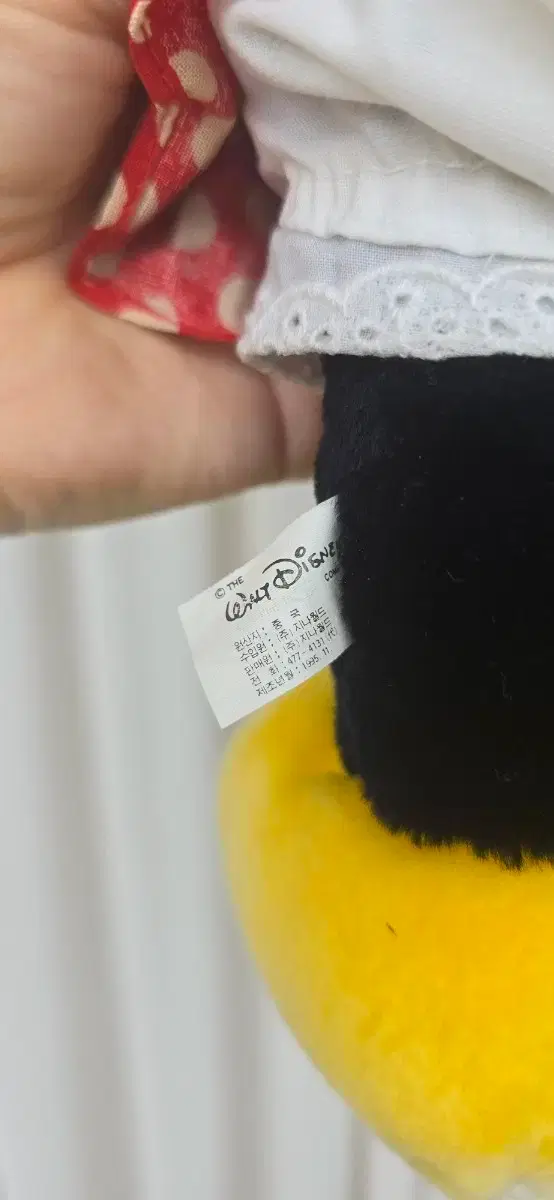 © THE
WALT DISNEY
원산지 : 중 국
수입원 : (주) 지나월드
판매원 : (주) 지나월드
전 화 : 477-4131 (代)
제조년월 : 1995. 11